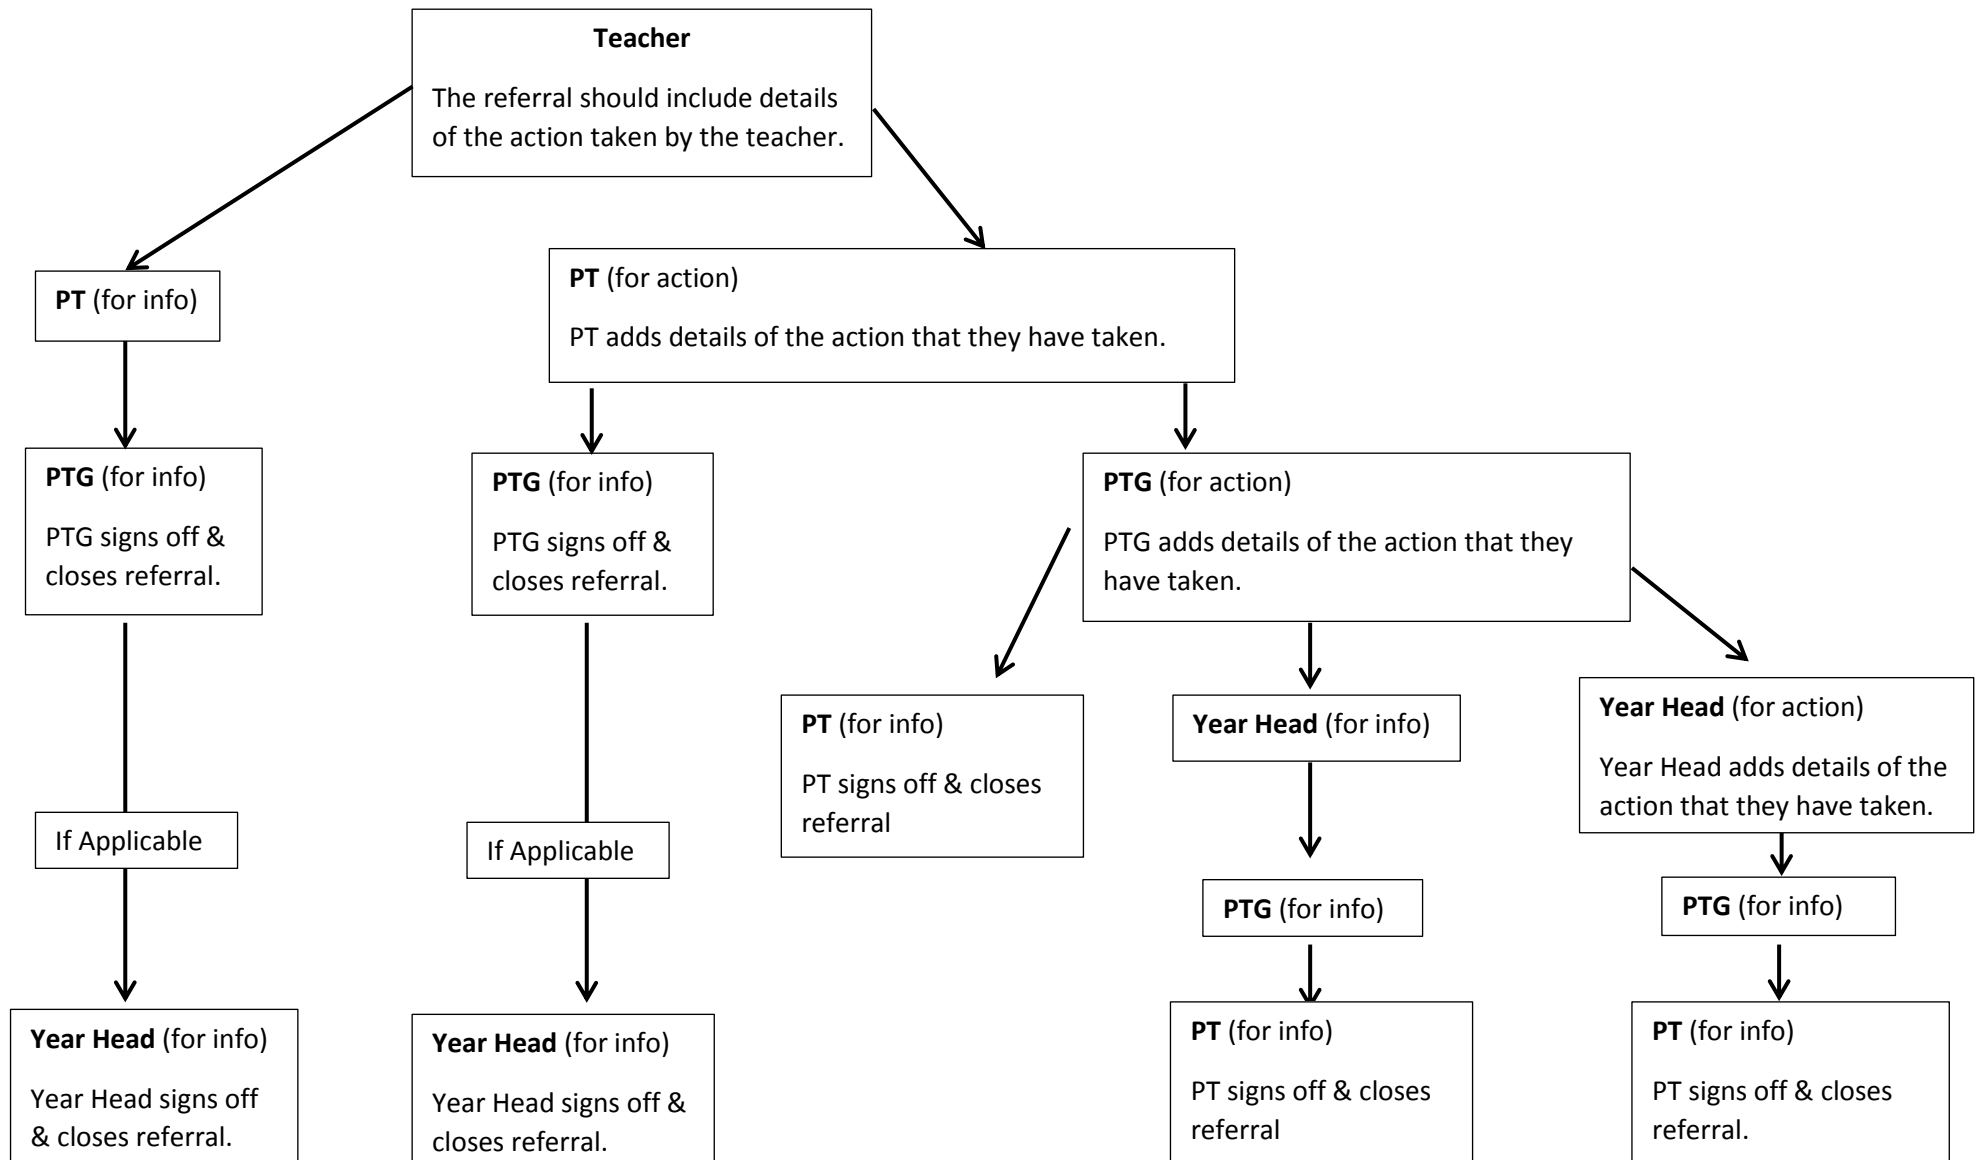 Teacher
The referral should include details
of the action taken by the teacher.
PT (for info)
PT (for action)
PT adds details of the action that they have taken.
PTG (for info)
PTG signs off &
closes referral.
PTG (for info)
PTG signs off &
closes referral.
PTG (for action)
PTG adds details of the action that they
have taken.
PT (for info)
PT signs off & closes
referral
Year Head (for info)
Year Head (for action)
Year Head adds details of the
action that they have taken.
If Applicable
If Applicable
PTG (for info)
PTG (for info)
Year Head (for info)
Year Head signs off
& closes referral.
Year Head (for info)
Year Head signs off &
closes referral.
PT (for info)
PT signs off & closes
referral
PT (for info)
PT signs off & closes
referral.